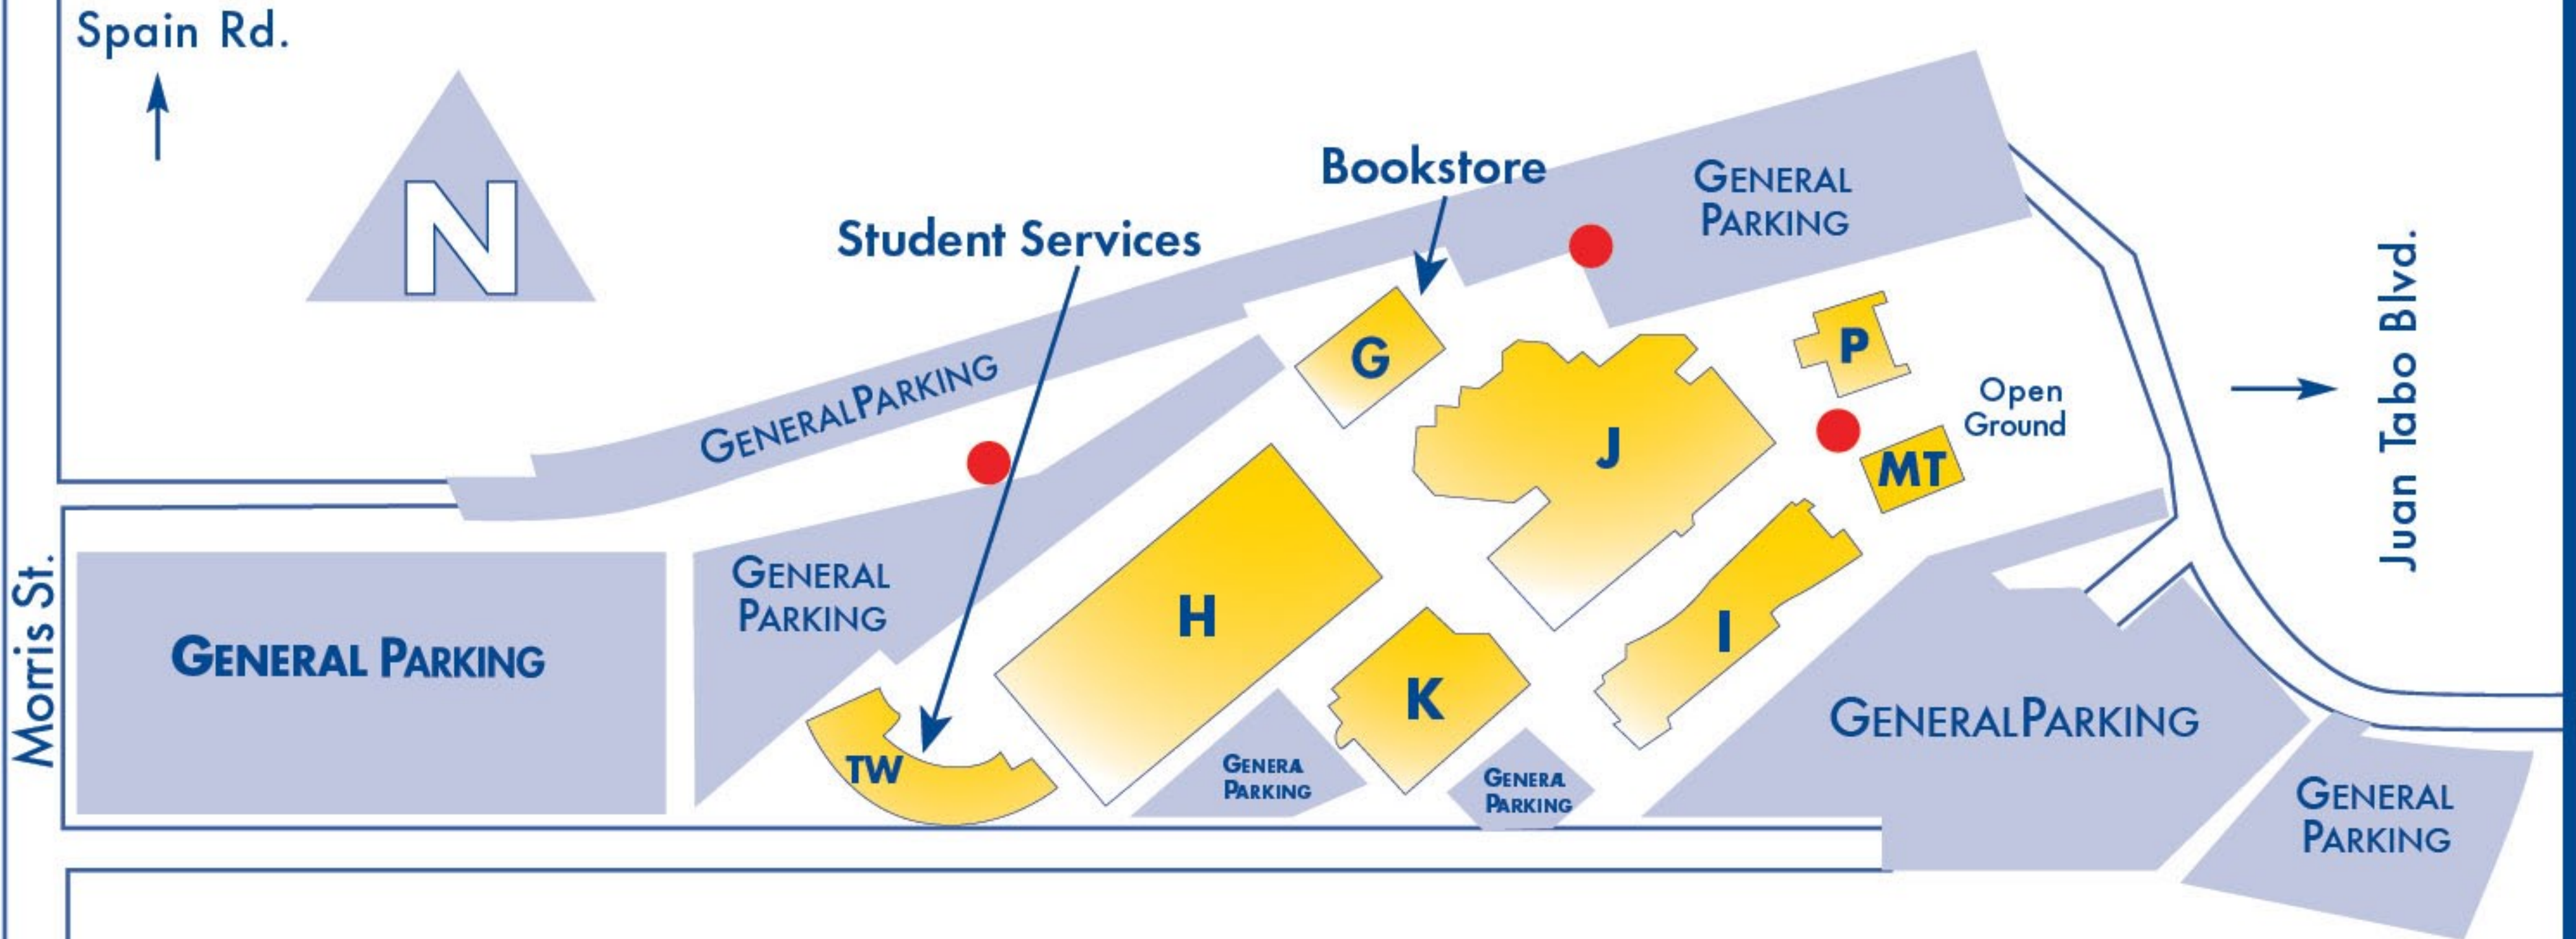 Spain Rd.
N
Bookstore
Student Services
GENERAL
PARKING
GENERALPARKING
G
P
Open
Ground
J
MT
Juan Tabo Blvd.
Morris St.
GENERAL PARKING
GENERAL
PARKING
H
I
K
TW
GENERA
PARKING
GENERA
PARKING
GENERALPARKING
GENERAL
PARKING